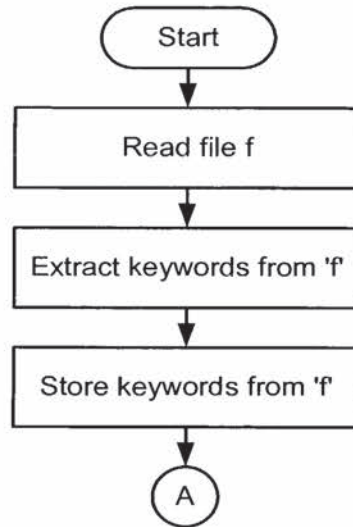 Start
Read file f
Extract keywords from 'f'
Store keywords from 'f'
A